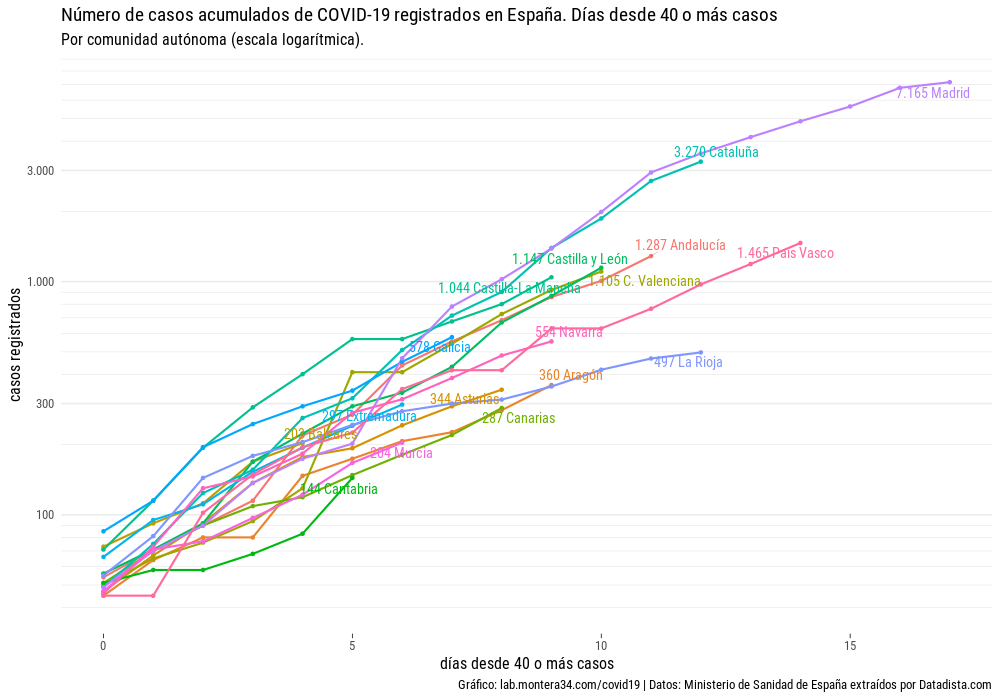 Número de casos acumulados de COVID-19 registrados en España. Días desde 40 o más casos
Por comunidad autónoma (escala logarítmica).
7.165 Madrid
3.270 Cataluña
3.000
1.287 Andalucía
1.465 País Vasco
1.147 Castilla y León
1.105 C. Valenciana
1.000
1.044 Castilla-La Mancha
554 Navarra
578 Galicia
497 La Rioja
360 Aragón
344 Asturias
300
297 Extremadura
287 Canarias
203 Baleares
204 Murcia
144 Cantabria
100
casos registrados
0
5
10
15
días desde 40 o más casos
Gráfico: lab.montera34.com/covid19 | Datos: Ministerio de Sanidad de España extraídos por Datadista.com